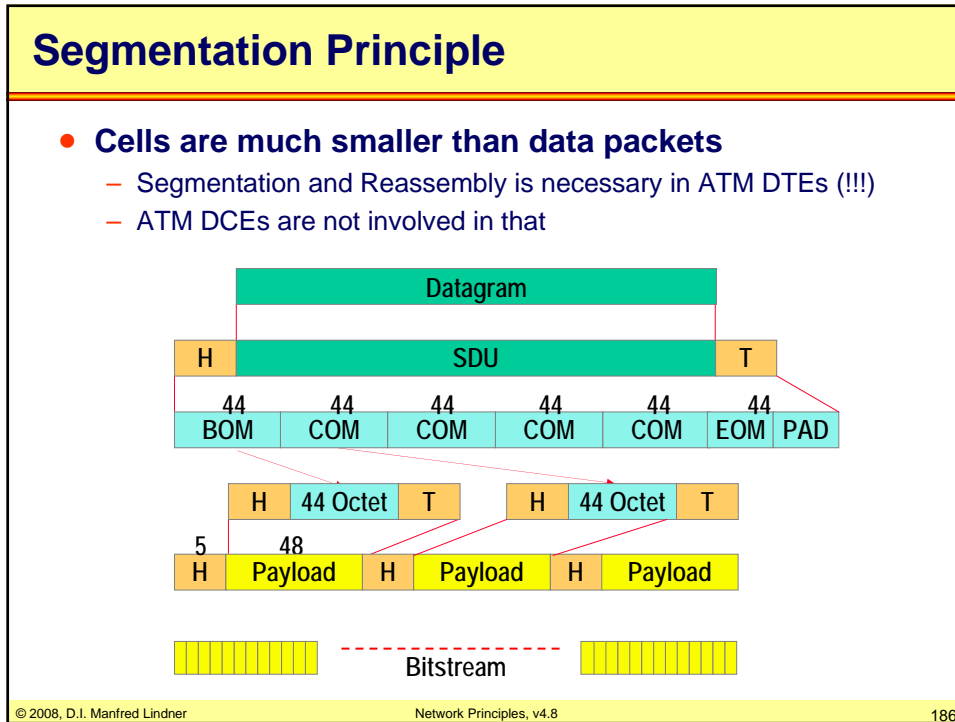 Segmentation Principle
• Cells are much smaller than data packets
– Segmentation and Reassembly is necessary in ATM DTEs (!!!)
– ATM DCEs are not involved in that
Datagram
H SDU T
44 44 44 44 44 44
BOM COM COM COM COM EOM PAD
H 44 Octet T H 44 Octet T
5 48
H Payload H Payload H Payload
Bitstream
© 2008, D.I. Manfred Lindner Network Principles, v4.8 186